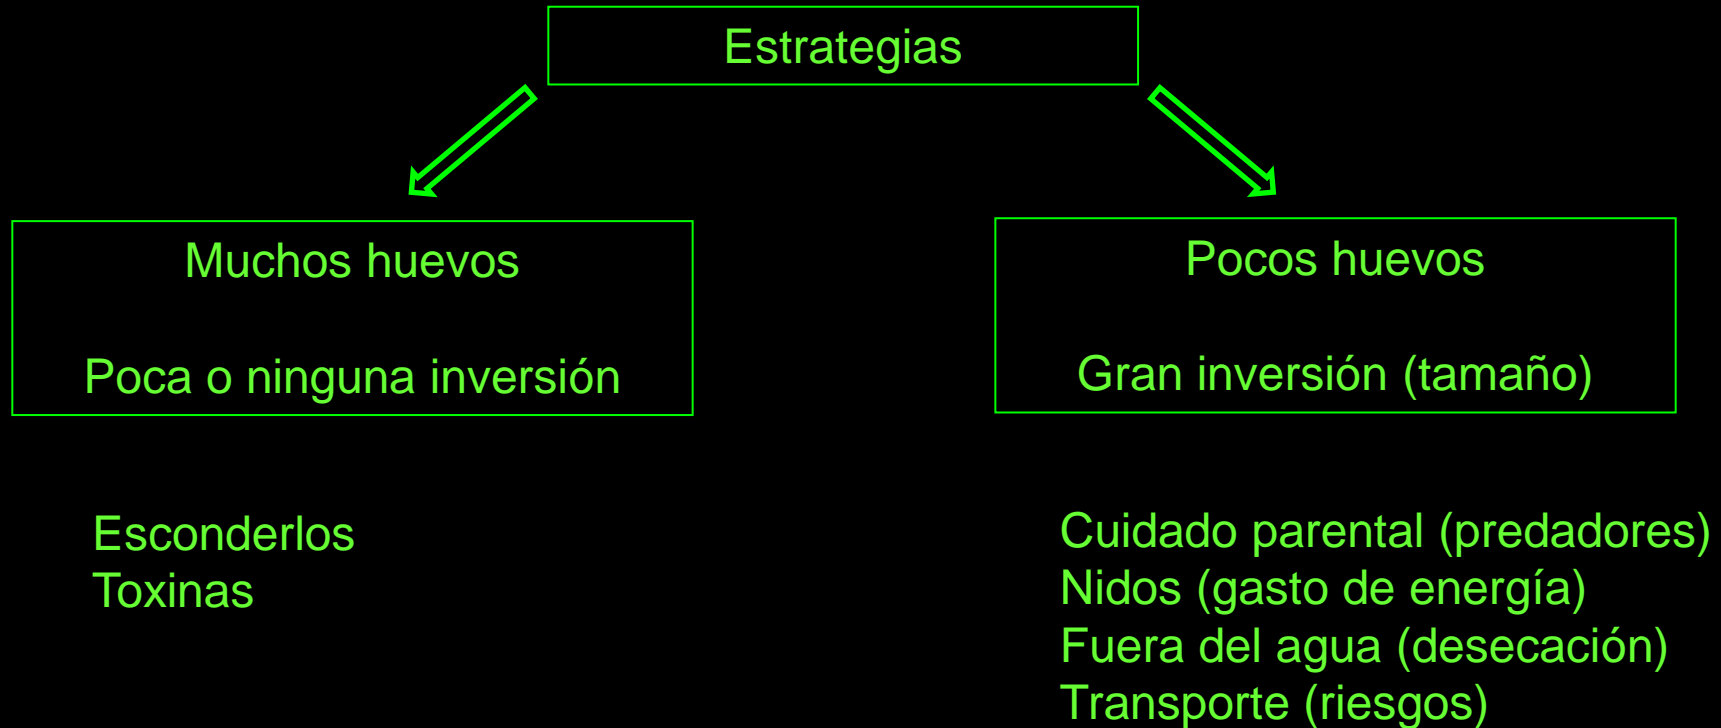 Estrategias
Muchos huevos
Poca o ninguna inversión
Pocos huevos
Gran inversión (tamaño)
Esconderlos
Toxinas
Cuidado parental (predadores)
Nidos (gasto de energía)
Fuera del agua (desecación)
Transporte (riesgos)